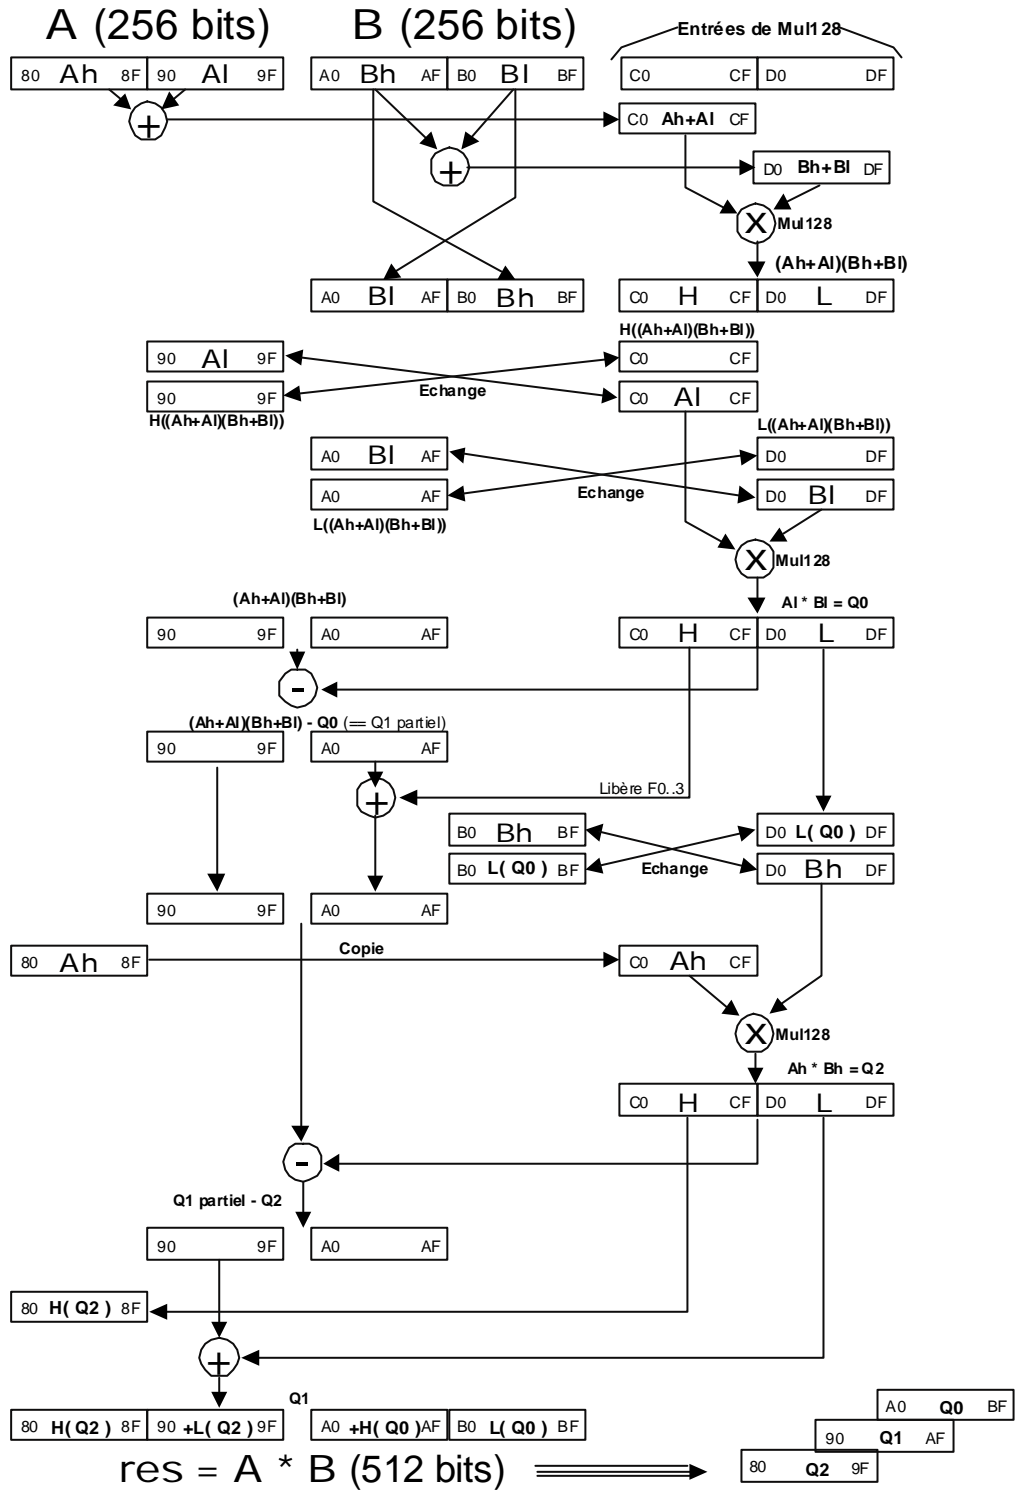 A (256 bits) B (256 bits) Entrées de Mul128
80 Ah 8F 90 Al 9F A0 Bh AF B0 Bl BF C0 CF D0 DF
+ C0 Ah+Al CF
+ D0 Bh+Bl DF
X Mul128
(Ah+Al)(Bh+Bl)
A0 Bl AF B0 Bh BF C0 H CF D0 L DF
H((Ah+Al)(Bh+Bl))
90 Al 9F C0 CF
90 9F Echange C0 Al CF
H((Ah+Al)(Bh+Bl))
L((Ah+Al)(Bh+Bl))
A0 Bl AF D0 DF
A0 AF Echange D0 Bl DF
L((Ah+Al)(Bh+Bl))
X Mul128
(Ah+Al)(Bh+Bl) Al * Bl = Q0
90 9F A0 AF C0 H CF D0 L DF
-
(Ah+Al)(Bh+Bl) - Q0 (== Q1 partiel)
90 9F A0 AF
+ Libère F0..3
B0 Bh BF D0 L( Q0 ) DF
B0 L( Q0 ) BF Echange D0 Bh DF
90 9F A0 AF
80 Ah 8F Copie C0 Ah CF
X Mul128
Ah * Bh = Q2
C0 H CF D0 L DF
-
Q1 partiel - Q2
90 9F A0 AF
80 H( Q2 ) 8F
+
Q1
80 H( Q2 ) 8F 90 +L( Q2 ) 9F A0 +H( Q0 ) AF B0 L( Q0 ) BF
A0 Q0 BF
90 Q1 AF
80 Q2 9F
res = A * B (512 bits)